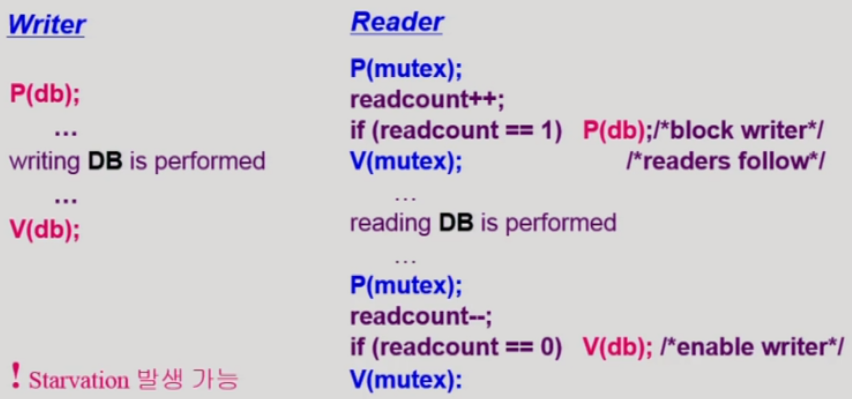 Writer
P(db);
...
writing DB is performed
...
V(db);
! Starvation 발생 가능
Reader
P(mutex);
readcount++;
if (readcount == 1) P(db);/*block writer*/
V(mutex); /*readers follow*/
...
reading DB is performed
...
P(mutex);
readcount--;
if (readcount == 0) V(db); /*enable writer*/
V(mutex):